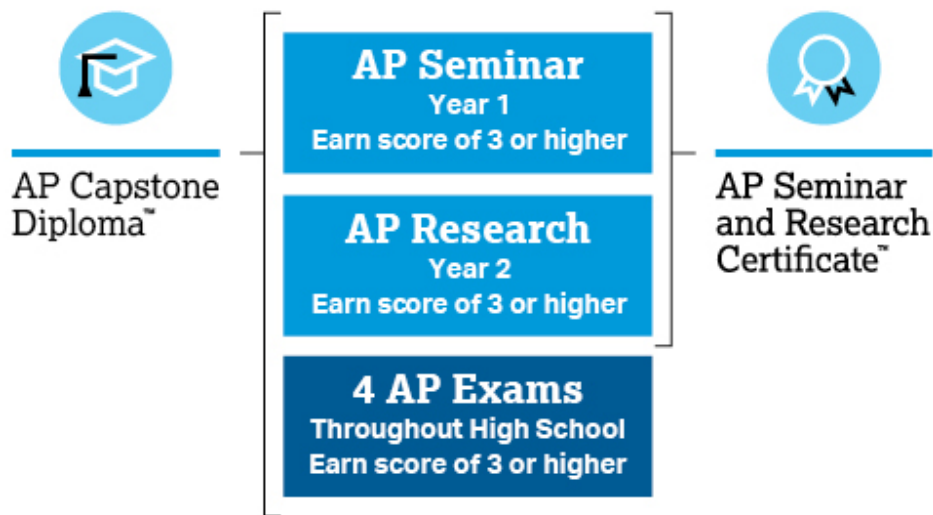 AP Capstone
Diploma™
AP Seminar
Year 1
Earn score of 3 or higher
AP Research
Year 2
Earn score of 3 or higher
4 AP Exams
Throughout High School
Earn score of 3 or higher
AP Seminar
and Research
Certificate™